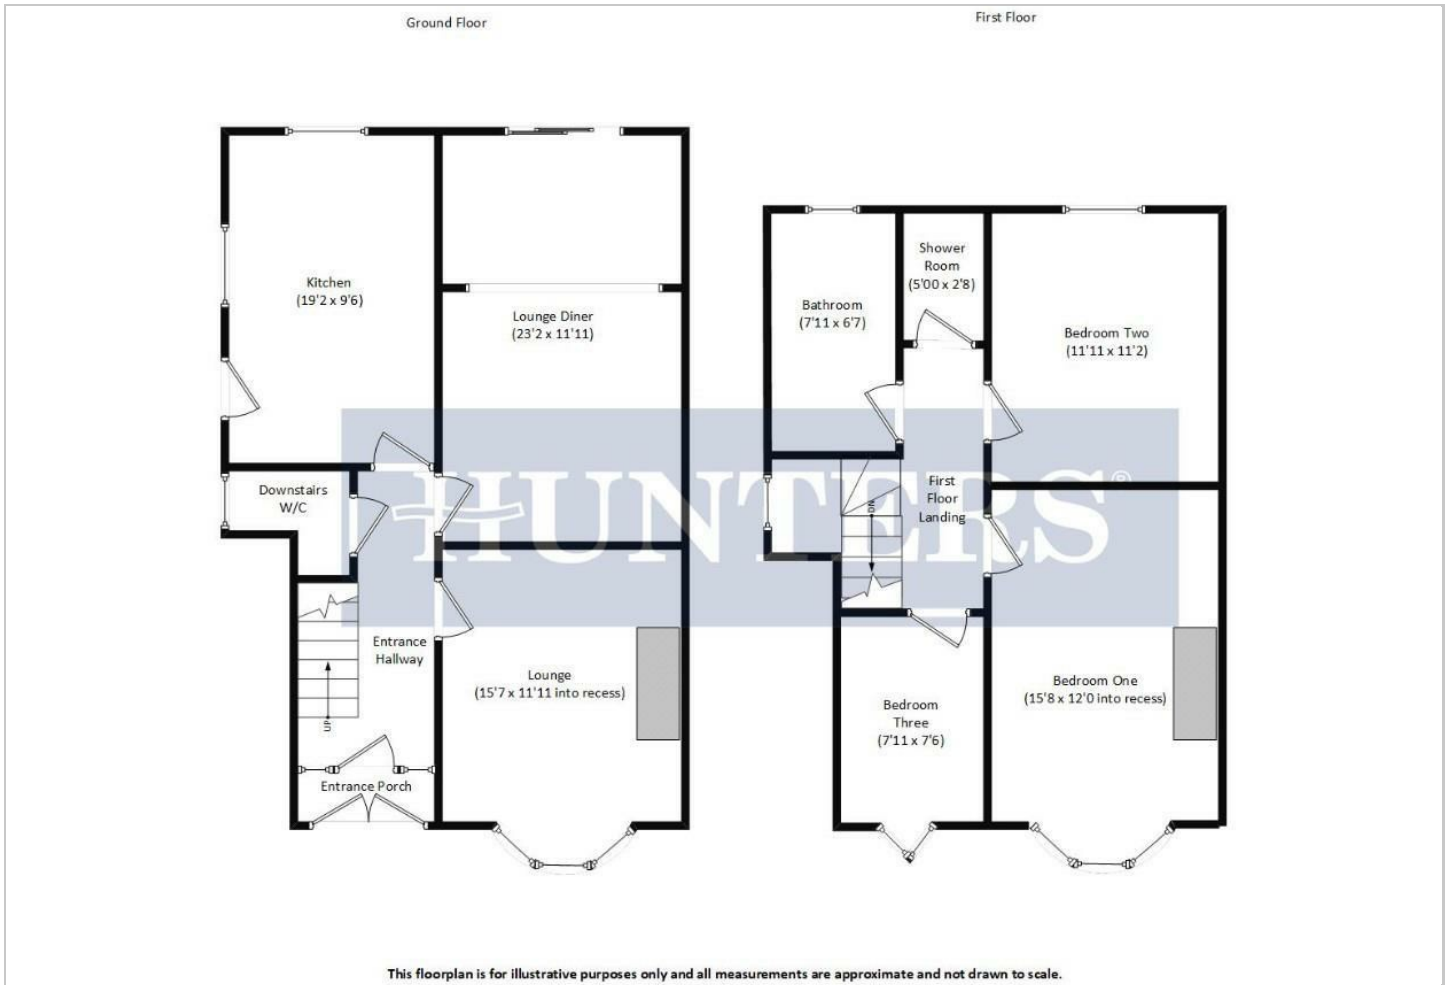 Ground Floor
First Floor
Kitchen
(19'2 x 9'6)
Lounge Diner
(23'2 x 11'11)
Downstairs
W/C
Entrance
Hallway
UP
Lounge
(15'7 x 11'11 into recess)
Entrance Porch
Bathroom
(7'11 x 6'7)
Shower
Room
(5'00 x 2'8)
Bedroom Two
(11'11 x 11'2)
First
Floor
Landing
DN
Bedroom Three
(7'11 x 7'6)
Bedroom One
(15'8 x 12'0 into recess)
HUNTERS®
This floorplan is for illustrative purposes only and all measurements are approximate and not drawn to scale.